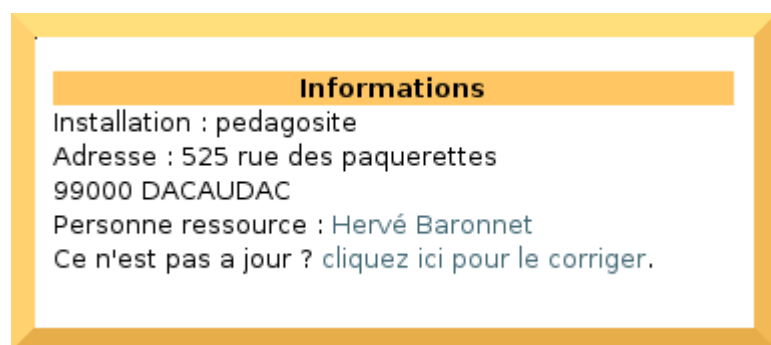 Informations
Installation : pedagosite
Adresse : 525 rue des paquerettes
99000 DACAUDAC
Personne ressource : Hervé Baronnet
Ce n'est pas a jour ? cliquez ici pour le corriger.